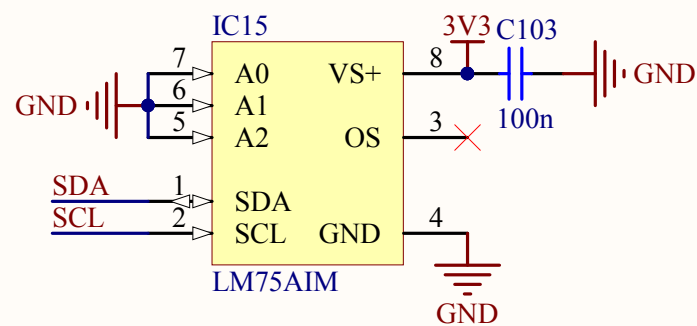 IC15
3V3
C103
7
A0
VS+
8
GND
6
A1
GND
5
A2
OS
3
100n
SDA
1
SDA
SCL
2
SCL
GND
4
LM75AIM
GND